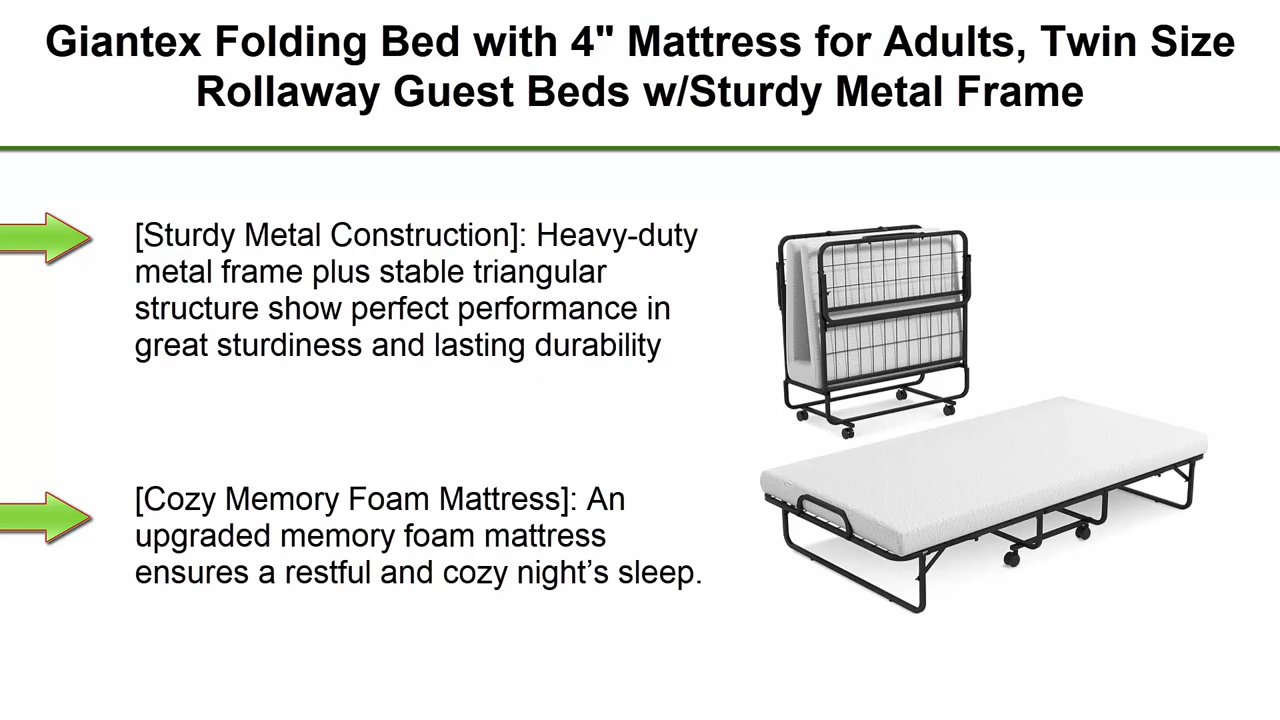 Giantex Folding Bed with 4" Mattress for Adults, Twin Size
Rollaway Guest Beds w/Sturdy Metal Frame
[Sturdy Metal Construction]: Heavy-duty
metal frame plus stable triangular
structure show perfect performance in
great sturdiness and lasting durability
[Cozy Memory Foam Mattress]: An
upgraded memory foam mattress
ensures a restful and cozy night’s sleep.